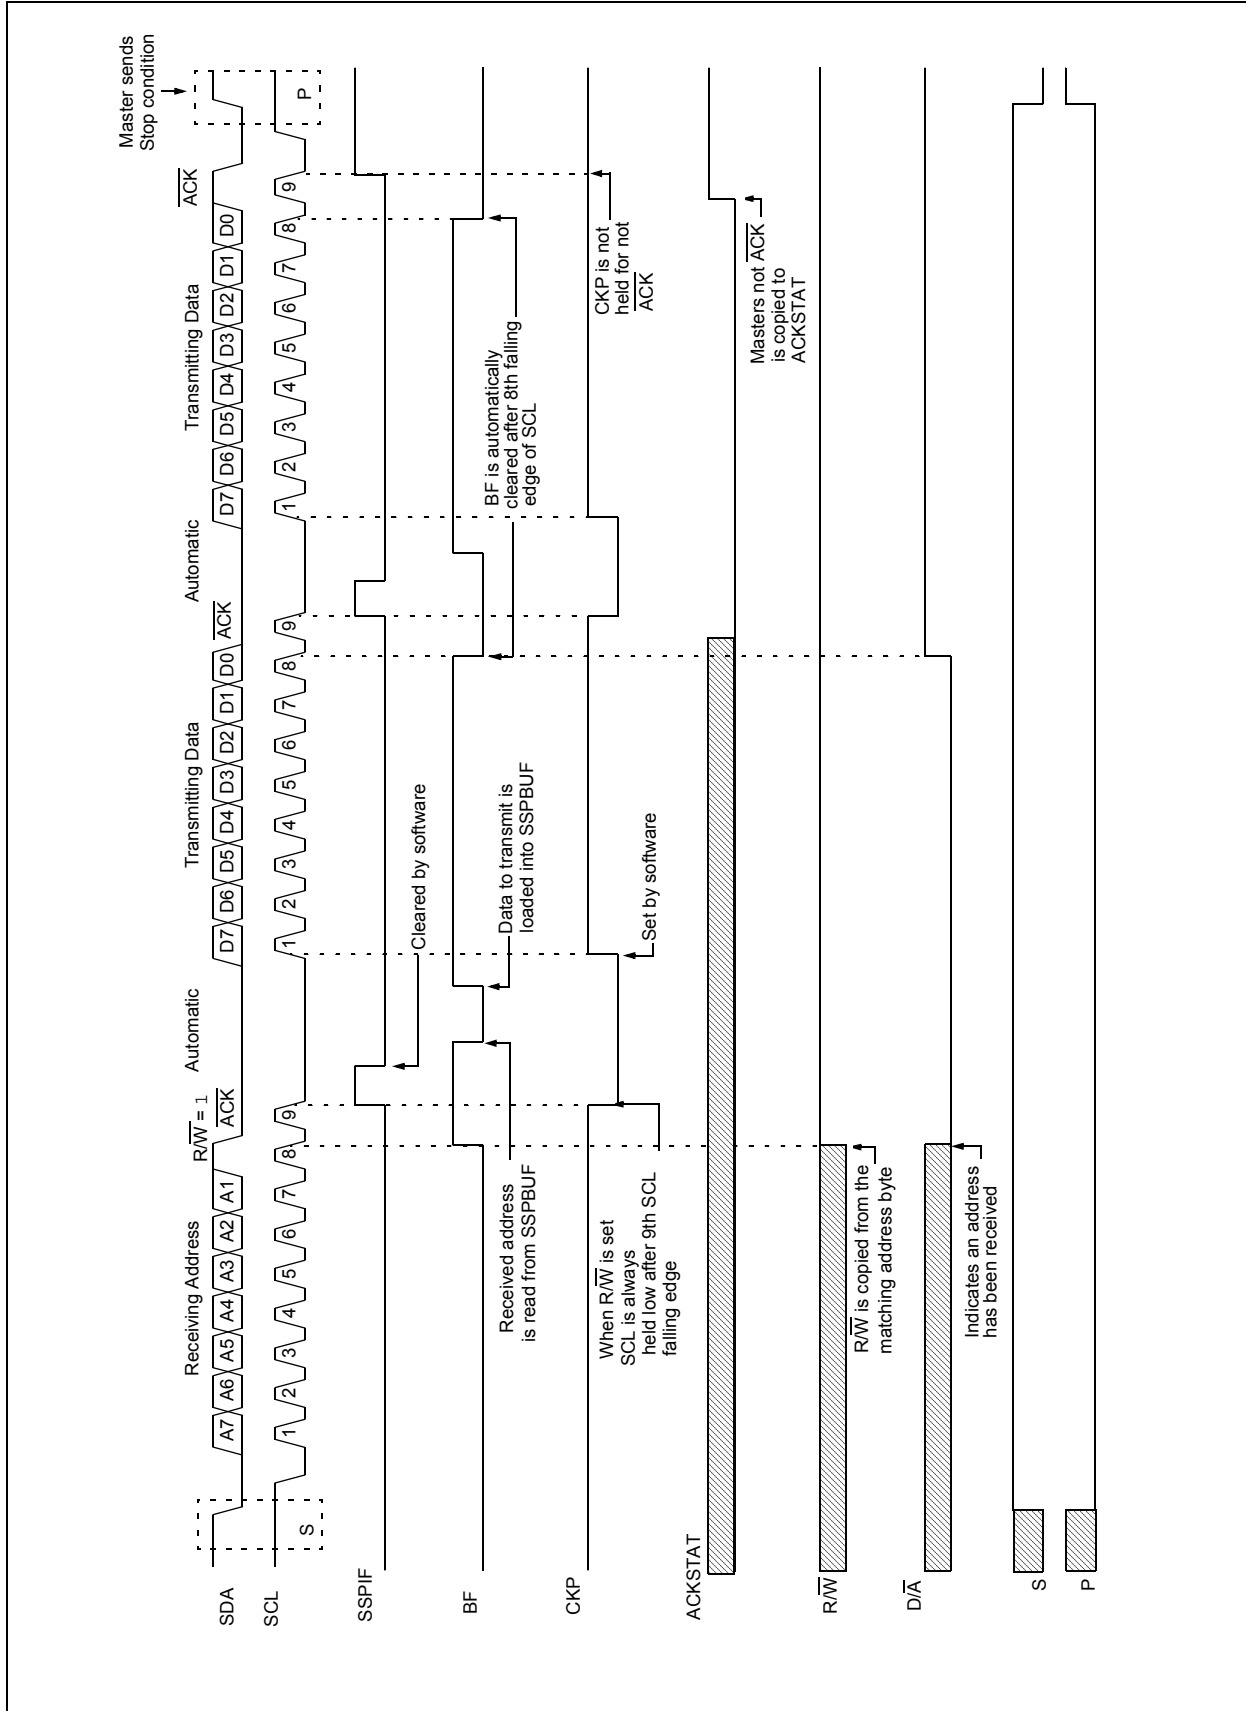 Master sends
Stop condition
Receiving Address
R/W = 1
ACK
Automatic
Transmitting Data
ACK
Automatic
Transmitting Data
ACK
SDA
A7 A6 A5 A4 A3 A2 A1
D7 D6 D5 D4 D3 D2 D1 D0
D7 D6 D5 D4 D3 D2 D1 D0
SCL
S
1 2 3 4 5 6 7 8 9
1 2 3 4 5 6 7 8 9
1 2 3 4 5 6 7 8 9
P
SSPIF
Cleared by software
BF
Received address
is read from SSPBUF
Data to transmit is
loaded into SSPBUF
BF is automatically
cleared after 8th falling
edge of SCL
CKP
When R/W is set
SCL is always
held low after 9th SCL
falling edge
Set by software
CKP is not
held for not
ACK
ACKSTAT
Masters not ACK
is copied to
ACKSTAT
R/W
R/W is copied from the
matching address byte
D/A
Indicates an address
has been received
S
P